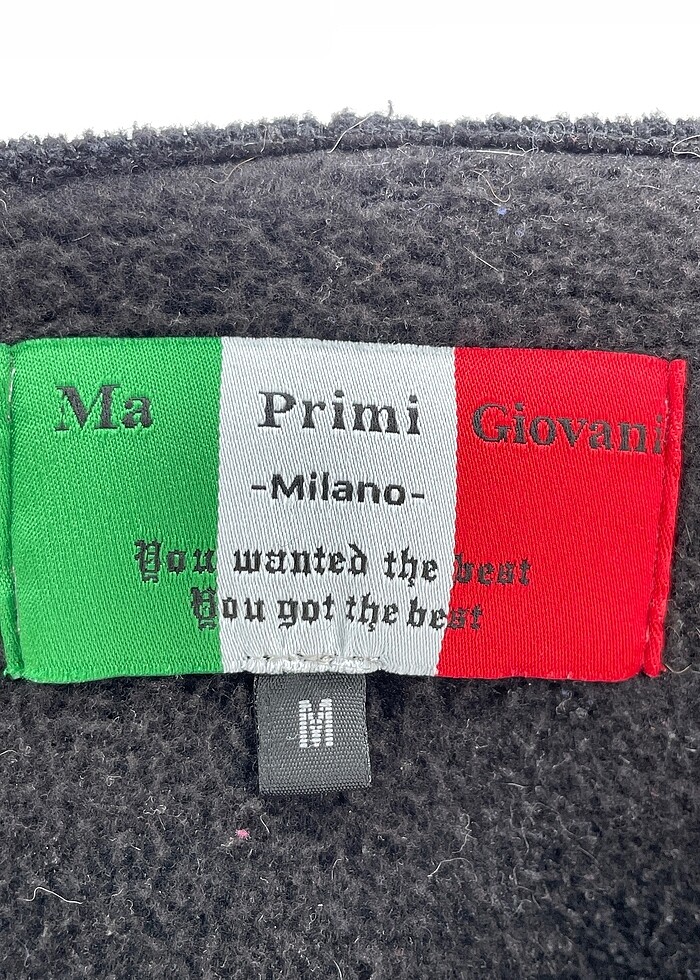 Ma Primi Giovani
-Milano-
You wanted the best
You got the best
M